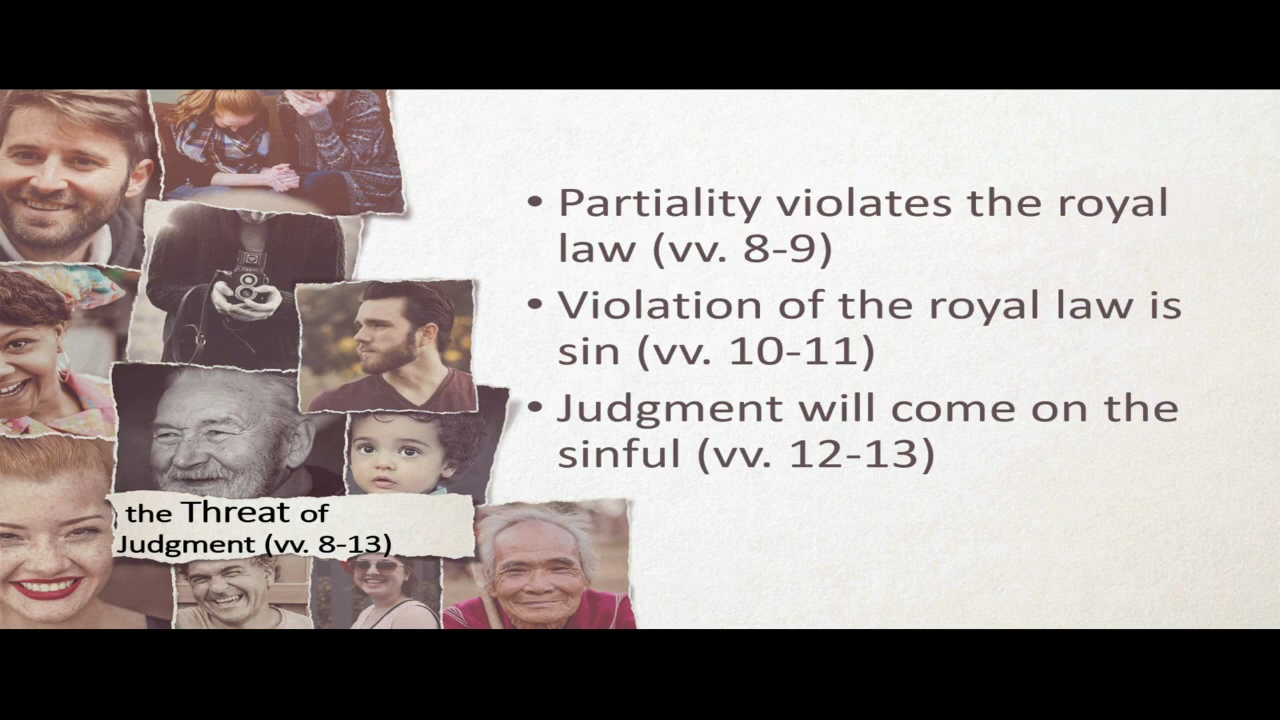 • Partiality violates the royal
law (vv. 8-9)
• Violation of the royal law is
sin (vv. 10-11)
• Judgment will come on the
sinful (vv. 12-13)
the Threat of
Judgment (vv. 8-13)